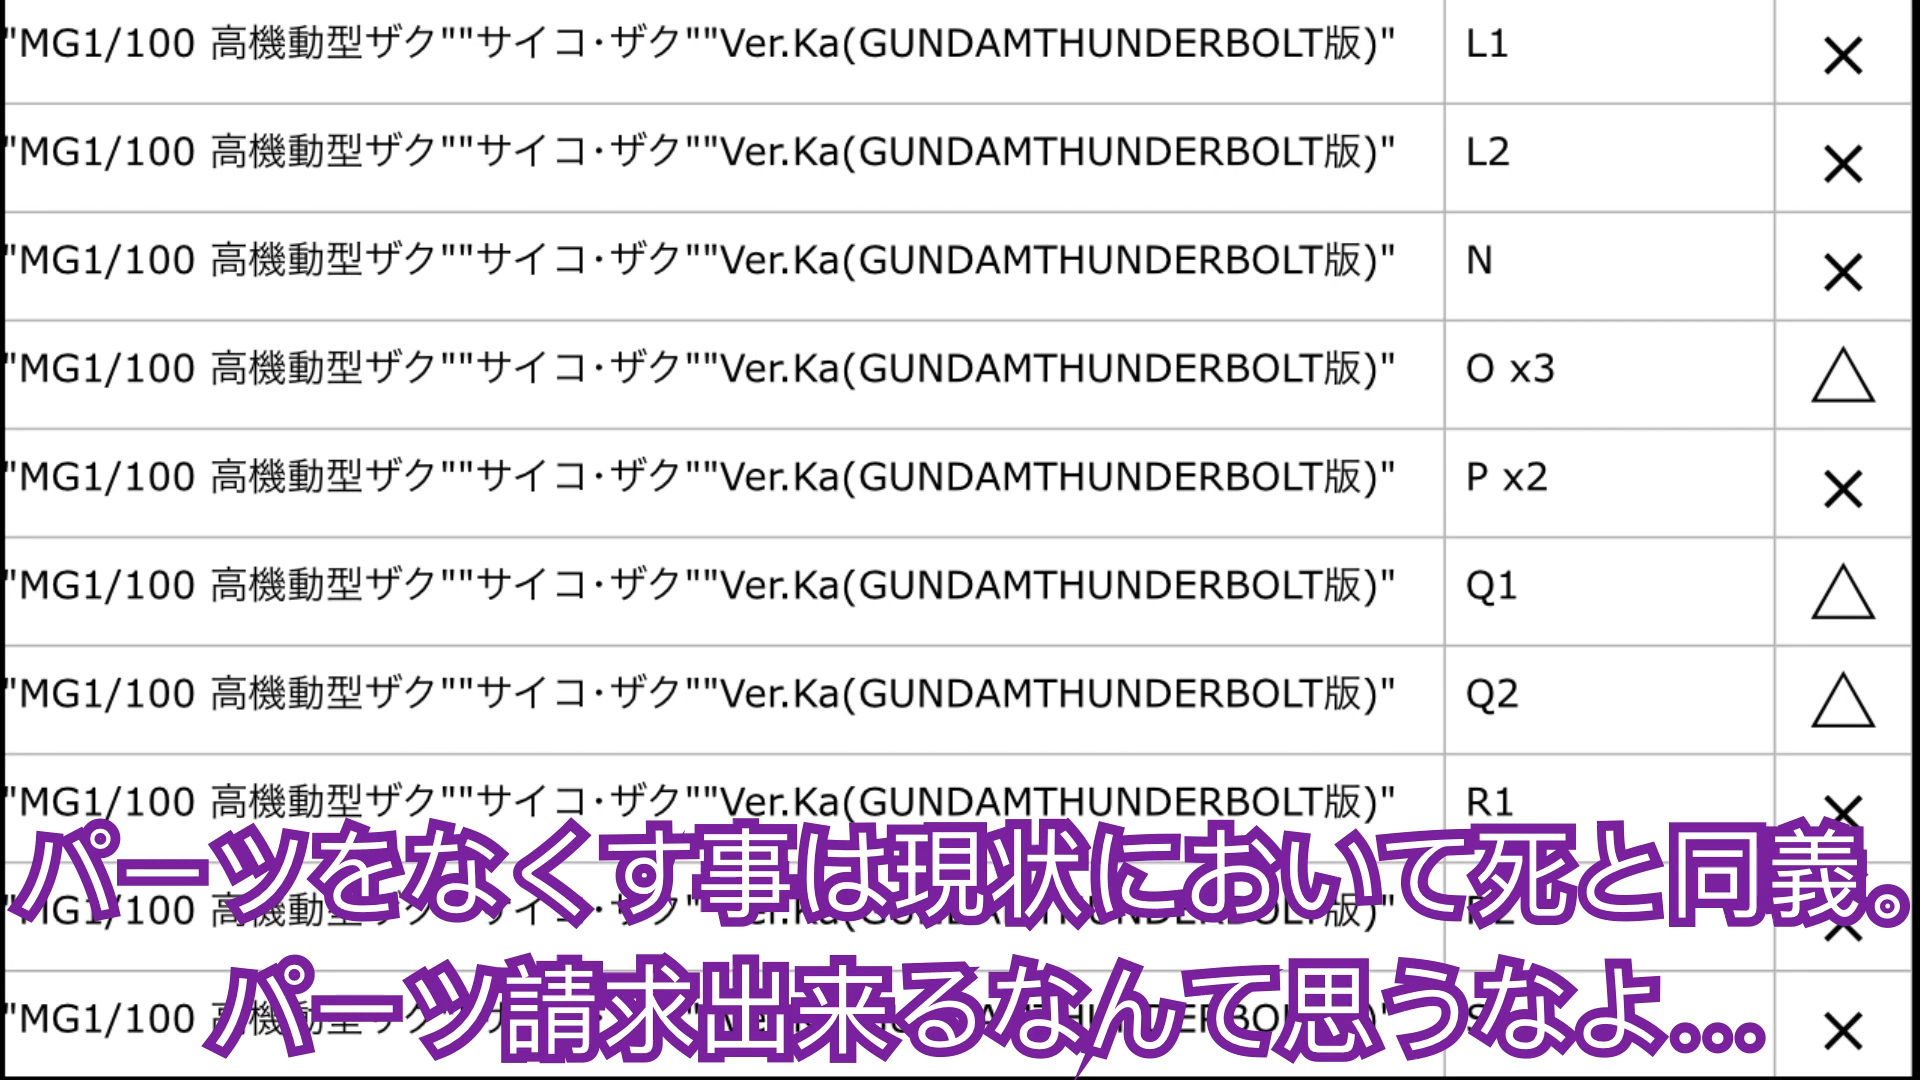 "MG1/100 高機動型ザク""サイコ・ザク""Ver.Ka(GUNDAMTHUNDERBOLT版)" L1 ×
"MG1/100 高機動型ザク""サイコ・ザク""Ver.Ka(GUNDAMTHUNDERBOLT版)" L2 ×
"MG1/100 高機動型ザク""サイコ・ザク""Ver.Ka(GUNDAMTHUNDERBOLT版)" N ×
"MG1/100 高機動型ザク""サイコ・ザク""Ver.Ka(GUNDAMTHUNDERBOLT版)" O x3 △
"MG1/100 高機動型ザク""サイコ・ザク""Ver.Ka(GUNDAMTHUNDERBOLT版)" P x2 ×
"MG1/100 高機動型ザク""サイコ・ザク""Ver.Ka(GUNDAMTHUNDERBOLT版)" Q1 △
"MG1/100 高機動型ザク""サイコ・ザク""Ver.Ka(GUNDAMTHUNDERBOLT版)" Q2 △
"MG1/100 高機動型ザク""サイコ・ザク""Ver.Ka(GUNDAMTHUNDERBOLT版)" R1 ×
パーツをなくす事は現状において死と同義。
"MG1/100 高機動型ザク ×
パーツ請求出来るなんて思うなよ...
"MG1/100 ×